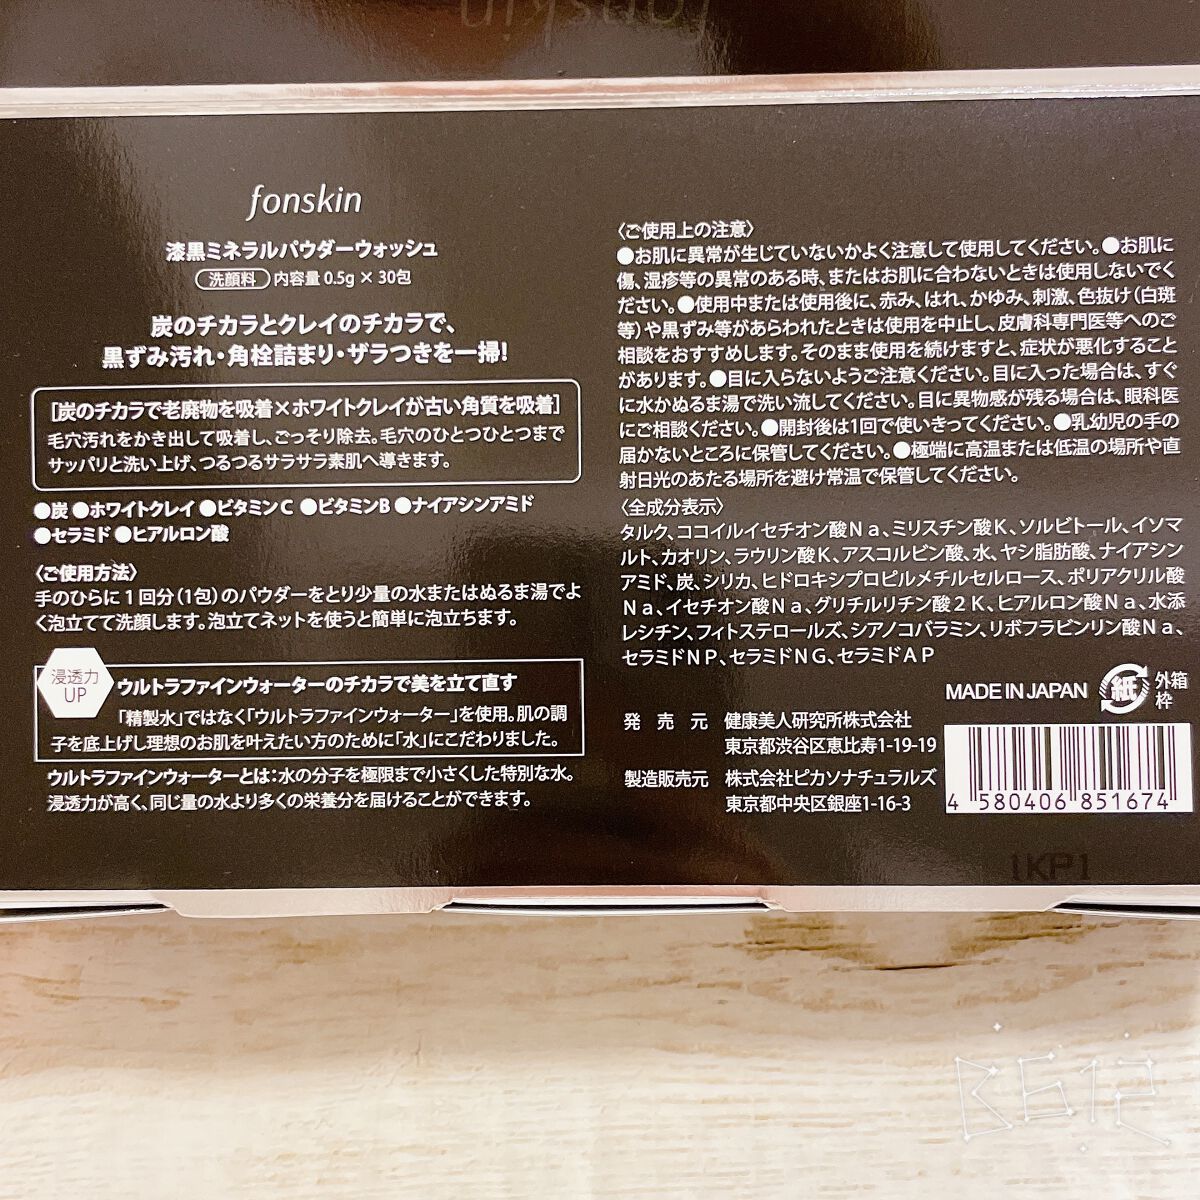 fonskin
fonskin
漆黒ミネラルパウダーウォッシュ
洗顔料 内容量 0.5g × 30包
炭のチカラとクレイのチカラで、
黒ずみ汚れ・角栓詰まり・ザラつきを一掃!
［炭のチカラで老廃物を吸着×ホワイトクレイが古い角質を吸着］
毛穴汚れをかき出して吸着し、ごっそり除去。毛穴のひとつひとつまで
サッパリと洗い上げ、つるつるサラサラ素肌へ導きます。
●炭 ●ホワイトクレイ ●ビタミンC ●ビタミンB ●ナイアシンアミド
●セラミド ●ヒアルロン酸
〈ご使用方法〉
手のひらに1回分(1包)のパウダーをとり少量の水またはぬるま湯でよ
く泡立てて洗顔します。泡立てネットを使うと簡単に泡立ちます。
浸透力
UP
ウルトラファインウォーターのチカラで美を立て直す
「精製水」ではなく「ウルトラファインウォーター」を使用。肌の調
子を底上げし理想のお肌を叶えたい方のために「水」にこだわりました。
ウルトラファインウォーターとは：水の分子を極限まで小さくした特別な水。
浸透力が高く、同じ量の水より多くの栄養分を届けることができます。
〈ご使用上の注意〉
●お肌に異常が生じていないかよく注意して使用してください。●お肌に
傷、湿疹等の異常のある時、またはお肌に合わないときは使用しないでく
ださい。●使用中または使用後に、赤み、はれ、かゆみ、刺激、色抜け(白斑
等)や黒ずみ等があらわれたときは使用を中止し、皮膚科専門医等へのご
相談をおすすめします。そのまま使用を続けますと、症状が悪化すること
があります。●目に入らないようご注意ください。目に入った場合は、すぐ
に水かぬるま湯で洗い流してください。目に異物感が残る場合は、眼科医
にご相談ください。●開封後は1回で使いきってください。●乳幼児の手の
届かないところに保管してください。●極端に高温または低温の場所や直
射日光のあたる場所を避け常温で保管してください。
〈全成分表示〉
タルク、ココイルイセチオン酸Na、ミリスチン酸K、ソルビトール、イソマ
ルト、カオリン、ラウリン酸K、アスコルビン酸、水、ヤシ脂肪酸、ナイアシン
アミド、炭、シリカ、ヒドロキシプロピルメチルセルロース、ポリアクリル酸
Na、イセチオン酸Na、グリチルリチン酸2K、ヒアルロン酸Na、水添
レシチン、フィトステロールズ、シアノコバラミン、リボフラビンリン酸Na、
セラミドNP、セラミドNG、セラミドAP
MADE IN JAPAN 紙 外箱
枠
発売元 健康美人研究所株式会社
東京都渋谷区恵比寿1-19-19
製造販売元 株式会社ピカソナチュラルズ
東京都中央区銀座1-16-3
4 580406 851674
1KP1
B612